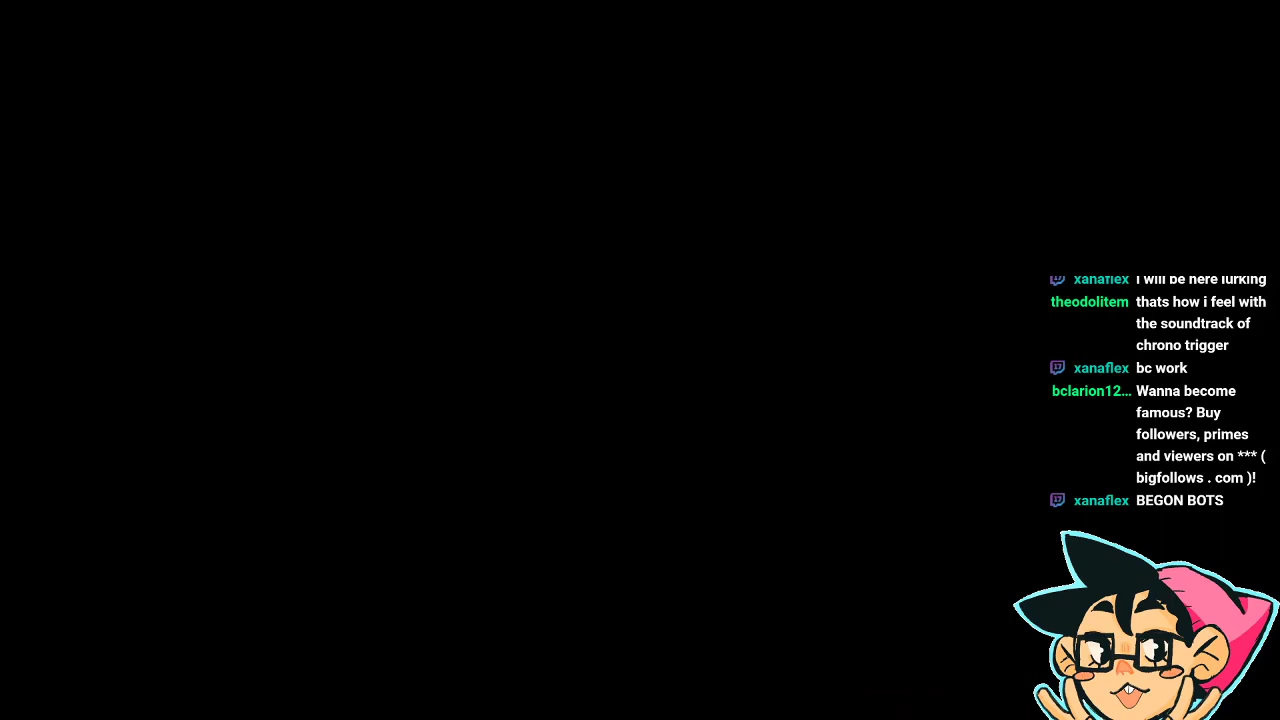 xanaflex i will be here lurking
theodolitem thats how i feel with
the soundtrack of
chrono trigger
xanaflex bc work
bclarion12... Wanna become
famous? Buy
followers, primes
and viewers on *** (
bigfollows . com )!
xanaflex BEGON BOTS